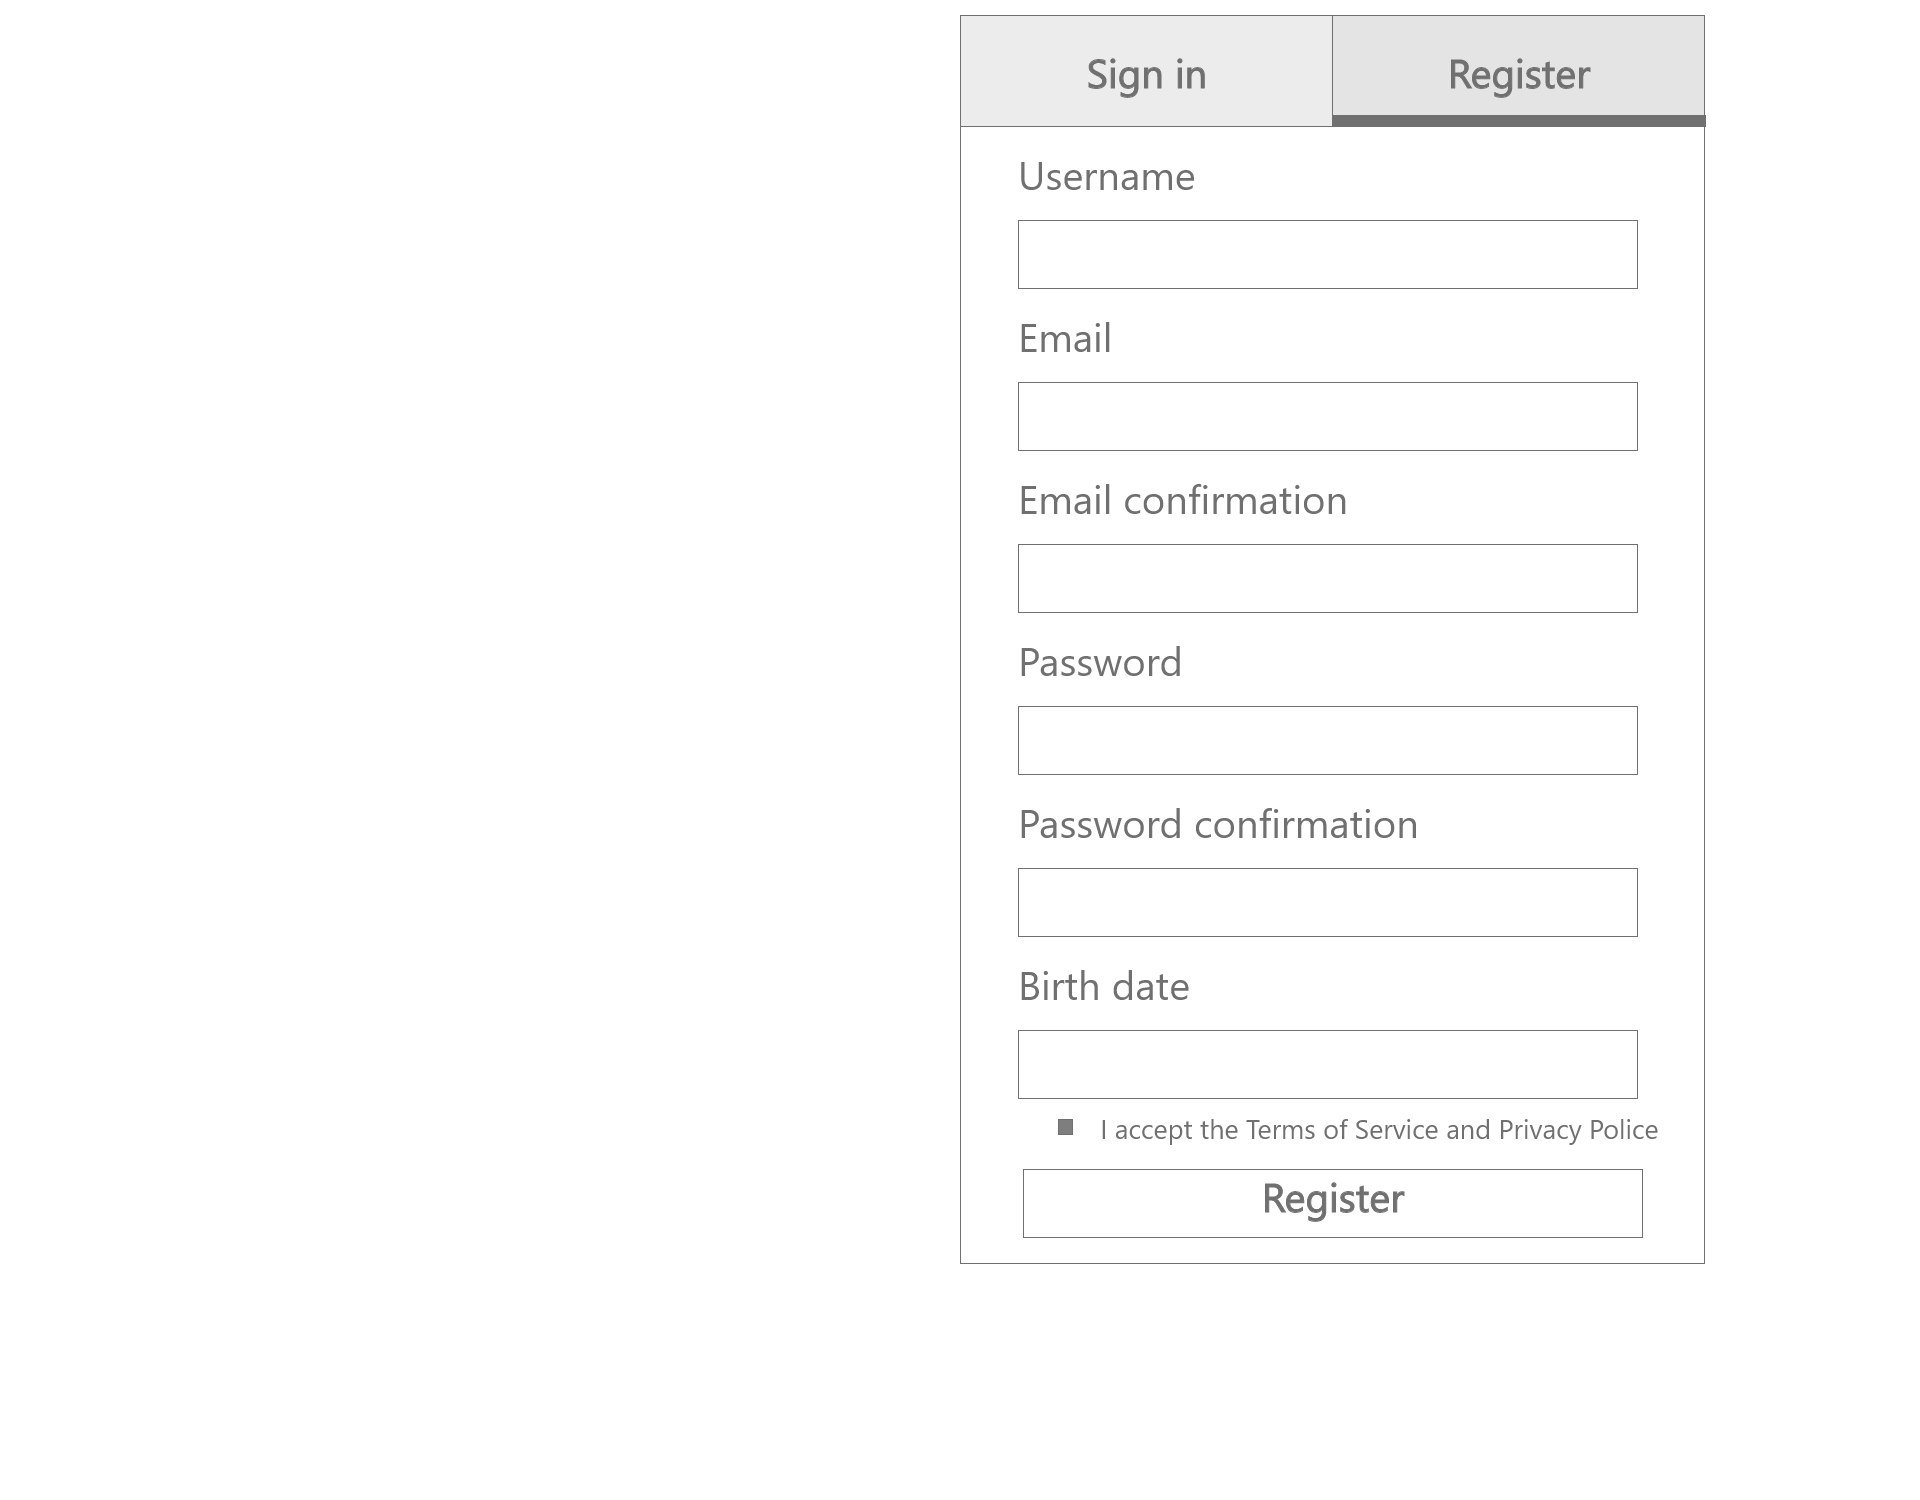 Sign in
Register
Username
Email
Email confirmation
Password
Password confirmation
Birth date
I accept the Terms of Service and Privacy Police
Register